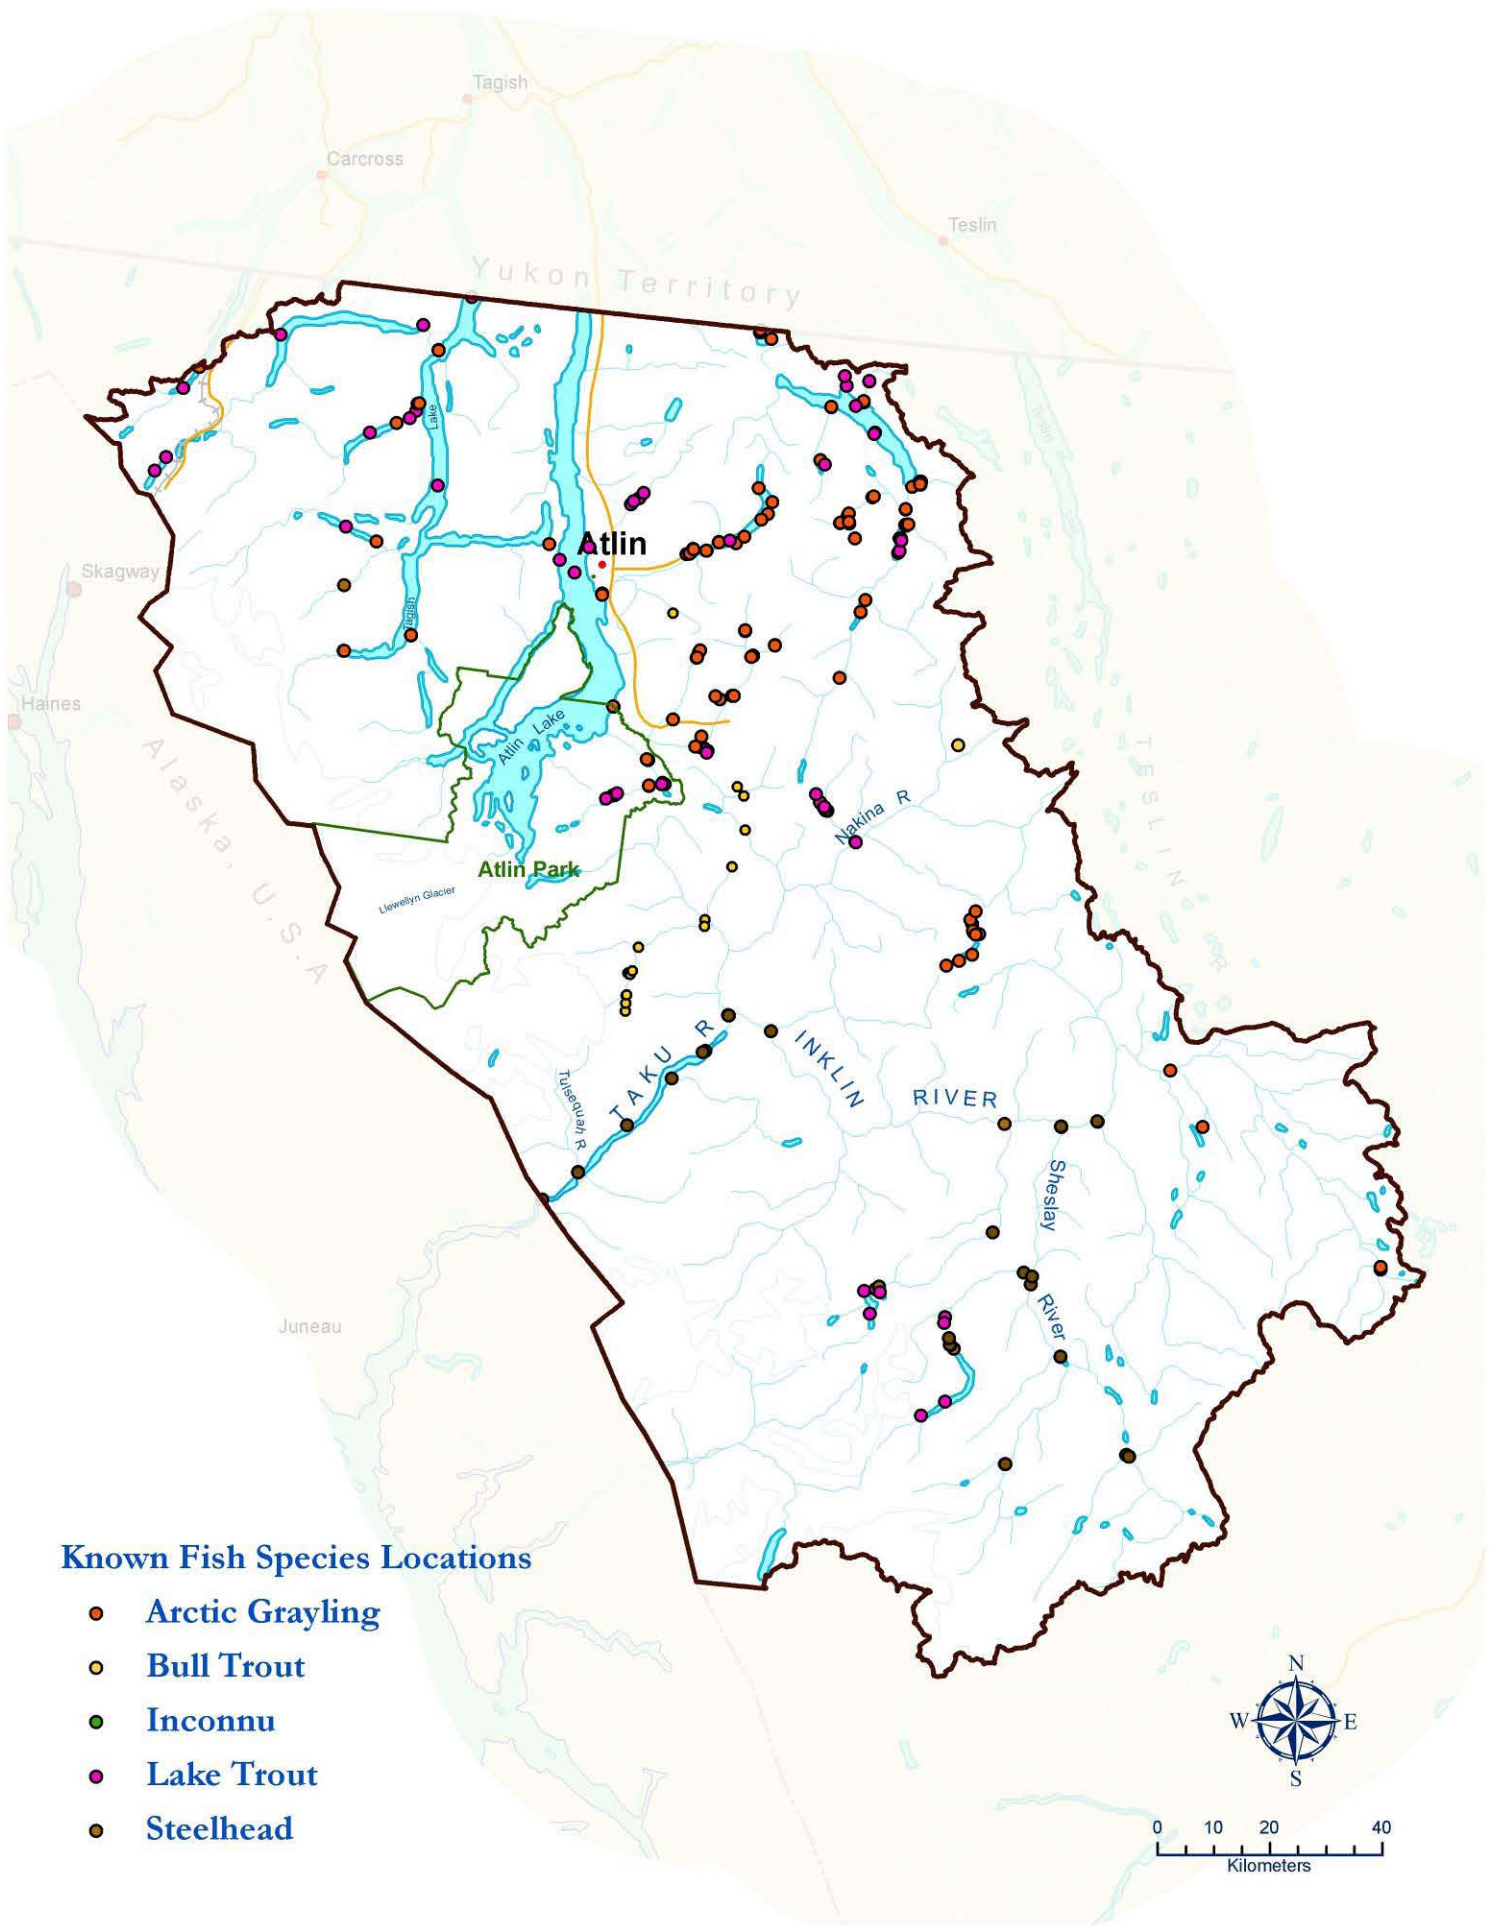 Tagish
Carcross
Teslin
Yukon Territory
Lake
Atlin
Skagway
Tagish
Haines
Atlin Lake
Alaska, U.S.A
TESLIN R
Teslin
Nakina R
Atlin Park
Llewellyn Glacier
TAKU R
INKLIN RIVER
Tulsequah R
Sheslay River
Juneau
Known Fish Species Locations
Arctic Grayling
Bull Trout
Inconnu
Lake Trout
Steelhead
N
W E
S
0 10 20 40
Kilometers